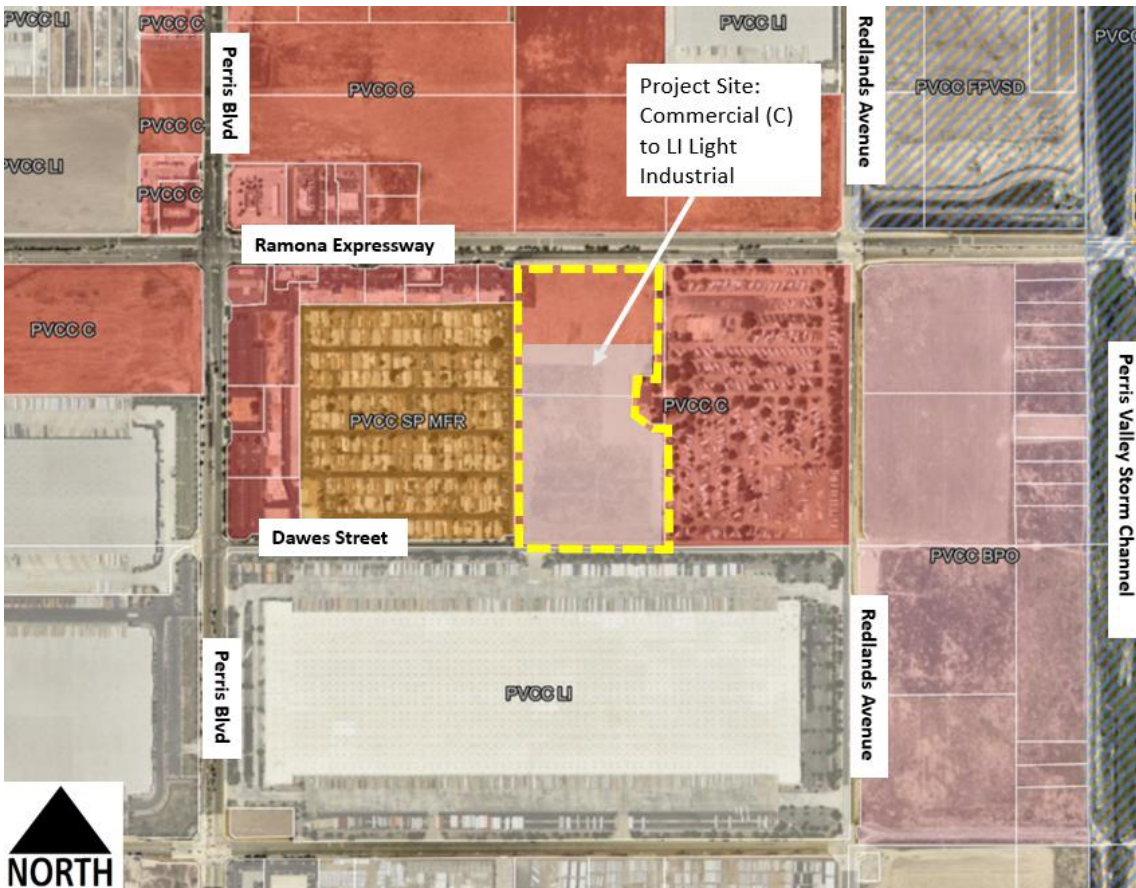 PVCC LI
PVCC C
PVCC LI
PVCC
Perris Blvd
PVCC C
Project Site:
Commercial (C)
to LI Light
Industrial
Redlands Avenue
PVCC FPVSD
PVCC C
PVCC LI
PVCC C
Ramona Expressway
PVCC C
PVCC SP MFR
PVCC C
Perris Valley Storm Channel
Dawes Street
PVCC BPO
Perris Blvd
PVCC LI
Redlands Avenue
NORTH